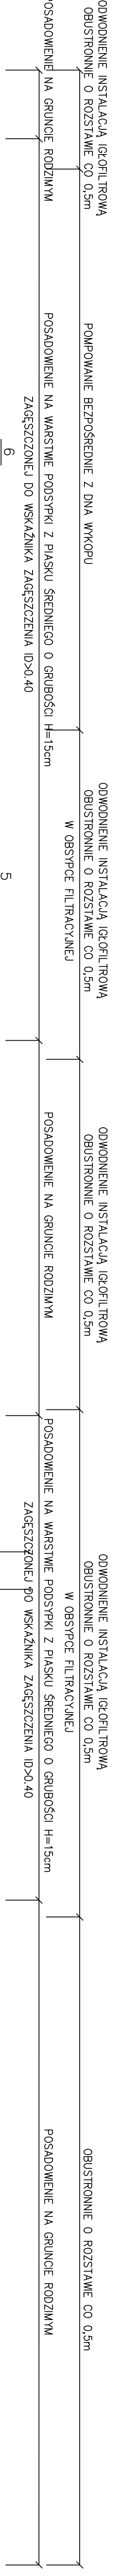 ODWODNIENIE INSTALACJĄ IGŁOFILTROWĄ
OBUSTRONNIE O ROZSTAWIE CO 0,5m
POMPOWANIE BEZPOŚREDNIE Z DNA WYKOPU
ODWODNIENIE INSTALACJĄ IGŁOFILTROWĄ
OBUSTRONNIE O ROZSTAWIE CO 0,5m
W OBSYPCE FILTRACYJNEJ
ODWODNIENIE INSTALACJĄ IGŁOFILTROWĄ
OBUSTRONNIE O ROZSTAWIE CO 0,5m
ODWODNIENIE INSTALACJĄ IGŁOFILTROWĄ
OBUSTRONNIE O ROZSTAWIE CO 0,5m
W OBSYPCE FILTRACYJNEJ
OBUSTRONNIE O ROZSTAWIE CO 0,5m
POSADOWIENIE NA GRUNCIE RODZIMYM
POSADOWIENIE NA WARSTWIE PODSYPKI Z PIASKU ŚREDNIEGO O GRUBOŚCI H=15cm
ZAGĘSZCZONEJ DO WSKAŹNIKA ZAGĘSZCZENIA ID>0.40
POSADOWIENIE NA GRUNCIE RODZIMYM
POSADOWIENIE NA WARSTWIE PODSYPKI Z PIASKU ŚREDNIEGO O GRUBOŚCI H=15cm
ZAGĘSZCZONEJ DO WSKAŹNIKA ZAGĘSZCZENIA ID>0.40
POSADOWIENIE NA GRUNCIE RODZIMYM
6
5